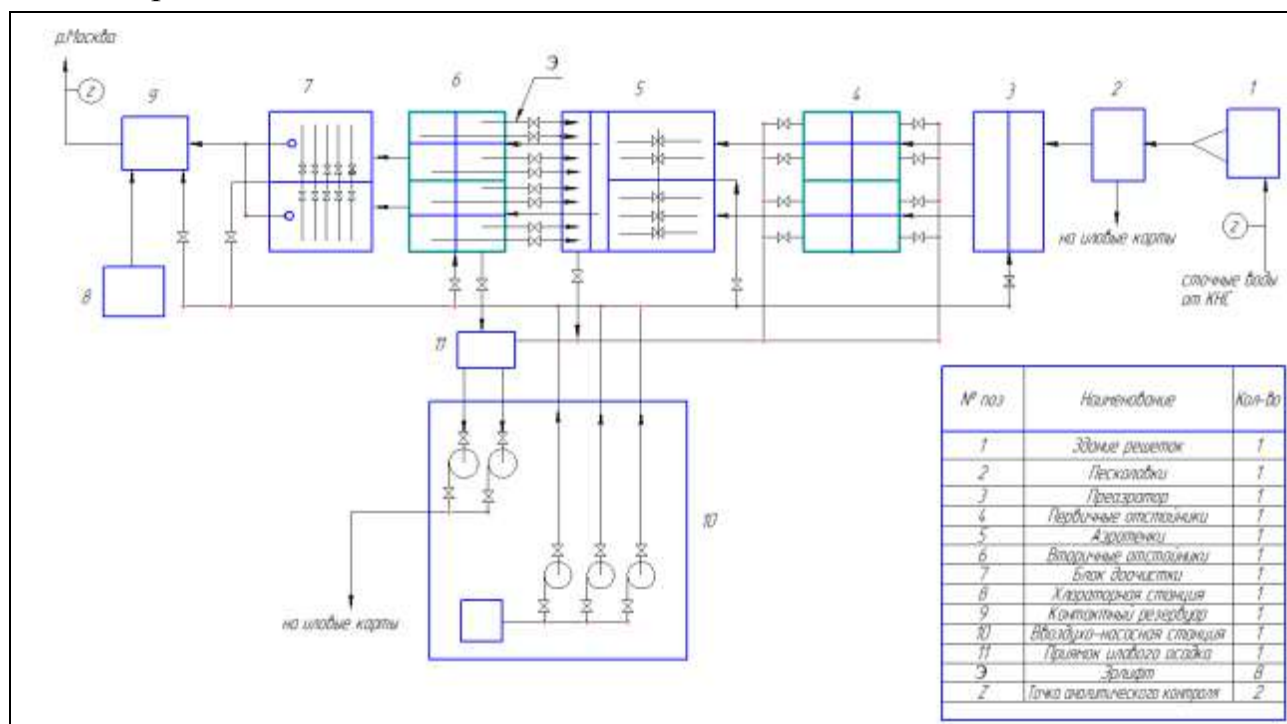 р.Москва
Z
9
7
6
Э
5
4
3
2
1
на иловые карты
Z
сточные воды
от КНС
8
11
10
на иловые карты
№ поз Наименование Кол-во
1 Здание решеток 1
2 Песколовки 1
3 Преаэратор 1
4 Первичные отстойники 1
5 Аэротенки 1
6 Вторичные отстойники 1
7 Блок доочистки 1
8 Хлораторная станция 1
9 Контактный резервуар 1
10 Ввоздухо-насосная станция 1
11 Приямок илового осадка 1
Э Эрлифт 8
Z Точка аналитического контроля 2